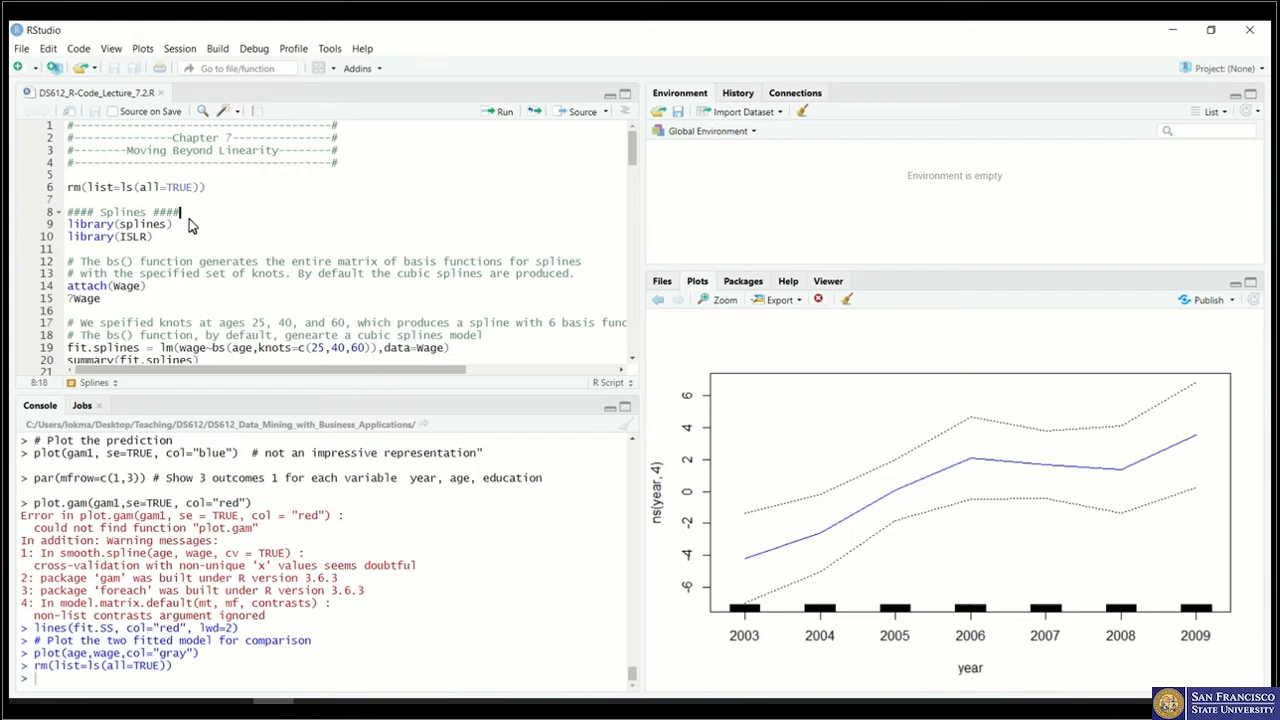 RStudio
File Edit Code View Plots Session Build Debug Profile Tools Help
Go to file/function Addins Project: (None)
DS612_R-Code_Lecture_7.2.R
Source on Save Run Source
1 #-------------------------------------#
2 #---------------Chapter 7---------------#
3 #--------Moving Beyond Linearity--------#
4 #-------------------------------------#
5
6 rm(list=ls(all=TRUE))
7
8 #### Splines ####
9 library(splines)
10 library(ISLR)
11
12 # The bs() function generates the entire matrix of basis functions for splines
13 # with the specified set of knots. By default the cubic splines are produced.
14 attach(Wage)
15 ?Wage
16
17 # We speified knots at ages 25, 40, and 60, which produces a spline with 6 basis func
18 # The bs() function, by default, genearte a cubic splines model
19 fit.splines = lm(wage~bs(age,knots=c(25,40,60)),data=Wage)
20 summary(fit.splines)
21
8:18 Splines R Script
Console Jobs
C:/Users/lokma/Desktop/Teaching/DS612/DS612_Data_Mining_with_Business_Applications/
> # Plot the prediction
> plot(gam1, se=TRUE, col="blue")  # not an impressive representation"
> par(mfrow=c(1,3)) # Show 3 outcomes 1 for each variable  year, age, education
> plot.gam(gam1,se=TRUE, col="red")
Error in plot.gam(gam1, se = TRUE, col = "red") :
could not find function "plot.gam"
In addition: Warning messages:
1: In smooth.spline(age, wage, cv = TRUE) :
cross-validation with non-unique 'x' values seems doubtful
2: package 'gam' was built under R version 3.6.3
3: package 'foreach' was built under R version 3.6.3
4: In model.matrix.default(mt, mf, contrasts) :
non-list contrasts argument ignored
> lines(fit.SS, col="red", lwd=2)
> # Plot the two fitted model for comparison
> plot(age,wage,col="gray")
> rm(list=ls(all=TRUE))
>
Environment History Connections
Import Dataset List
Global Environment
Environment is empty
Files Plots Packages Help Viewer
Zoom Export Publish
ns(year, 4)
6
4
2
0
-2
-4
-6
2003 2004 2005 2006 2007 2008 2009
year
SAN FRANCISCO
STATE UNIVERSITY